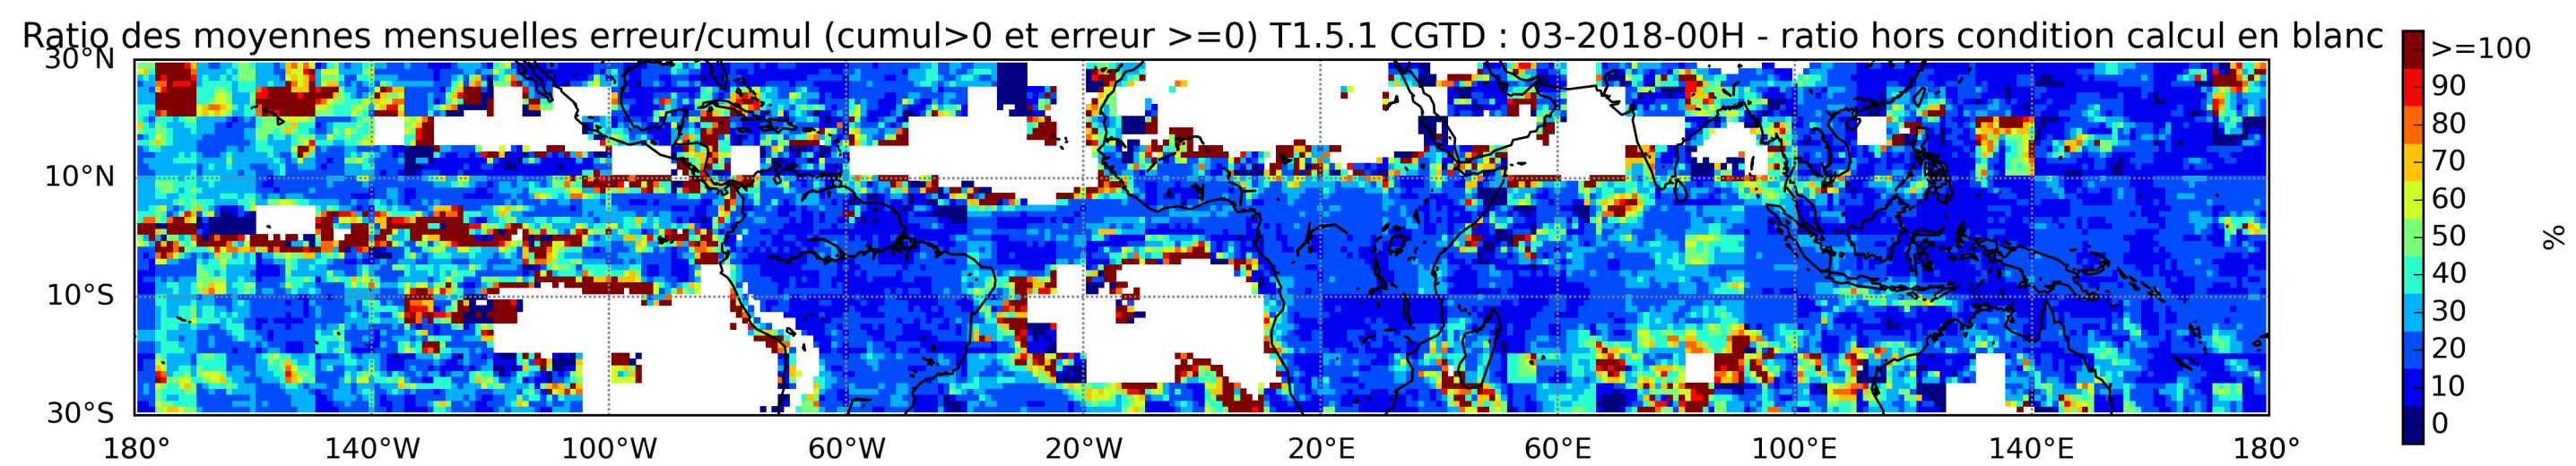 Ratio des moyennes mensuelles erreur/cumul (cumul>0 et erreur >=0) T1.5.1 CGTD : 03-2018-00H - ratio hors condition calcul en blanc
30°N
10°N
10°S
30°S
180°
140°W
100°W
60°W
20°W
20°E
60°E
100°E
140°E
180°
>=100
90
80
70
60
50
40
30
20
10
0
%